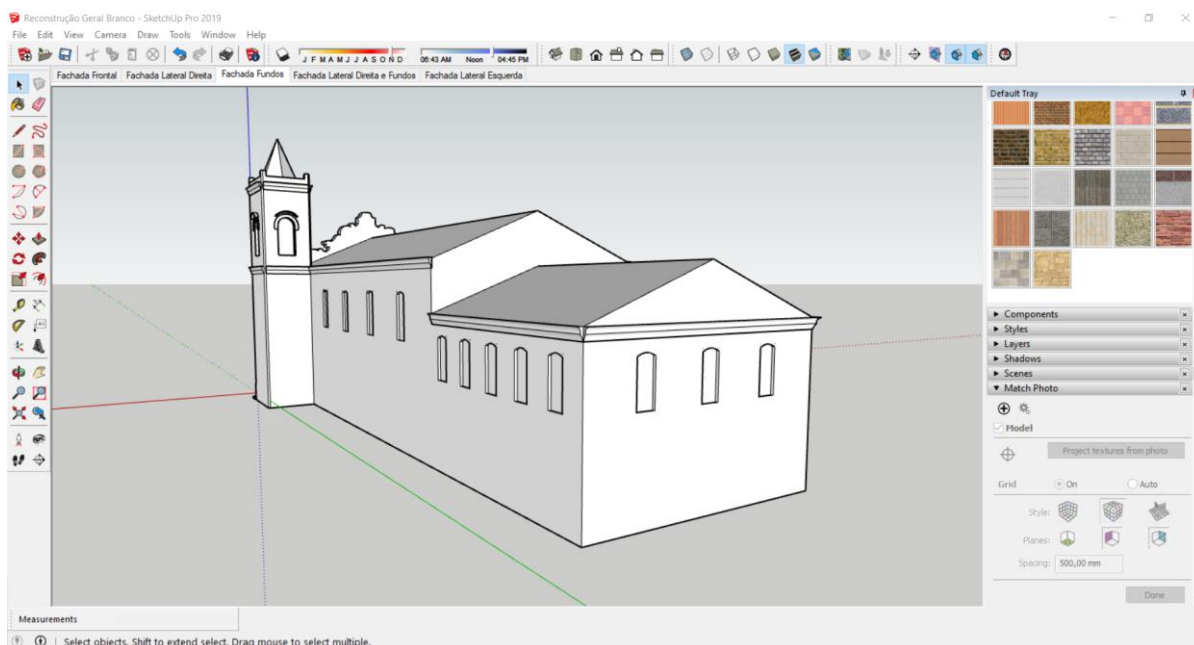 Reconstrução Geral Branco - SketchUp Pro 2019
File Edit View Camera Draw Tools Window Help
J F M A M J J A S O N D 06:43 AM Noon 04:45 PM
Fachada Frontal Fachada Lateral Direita Fachada Fundos Fachada Lateral Direita e Fundos Fachada Lateral Esquerda
Default Tray
Components
Styles
Layers
Shadows
Scenes
Match Photo
Model
Project textures from photo
Grid On Auto
Style:
Planes:
Spacing: 500,00 mm
Done
Measurements
Select objects. Shift to extend select. Drag mouse to select multiple.